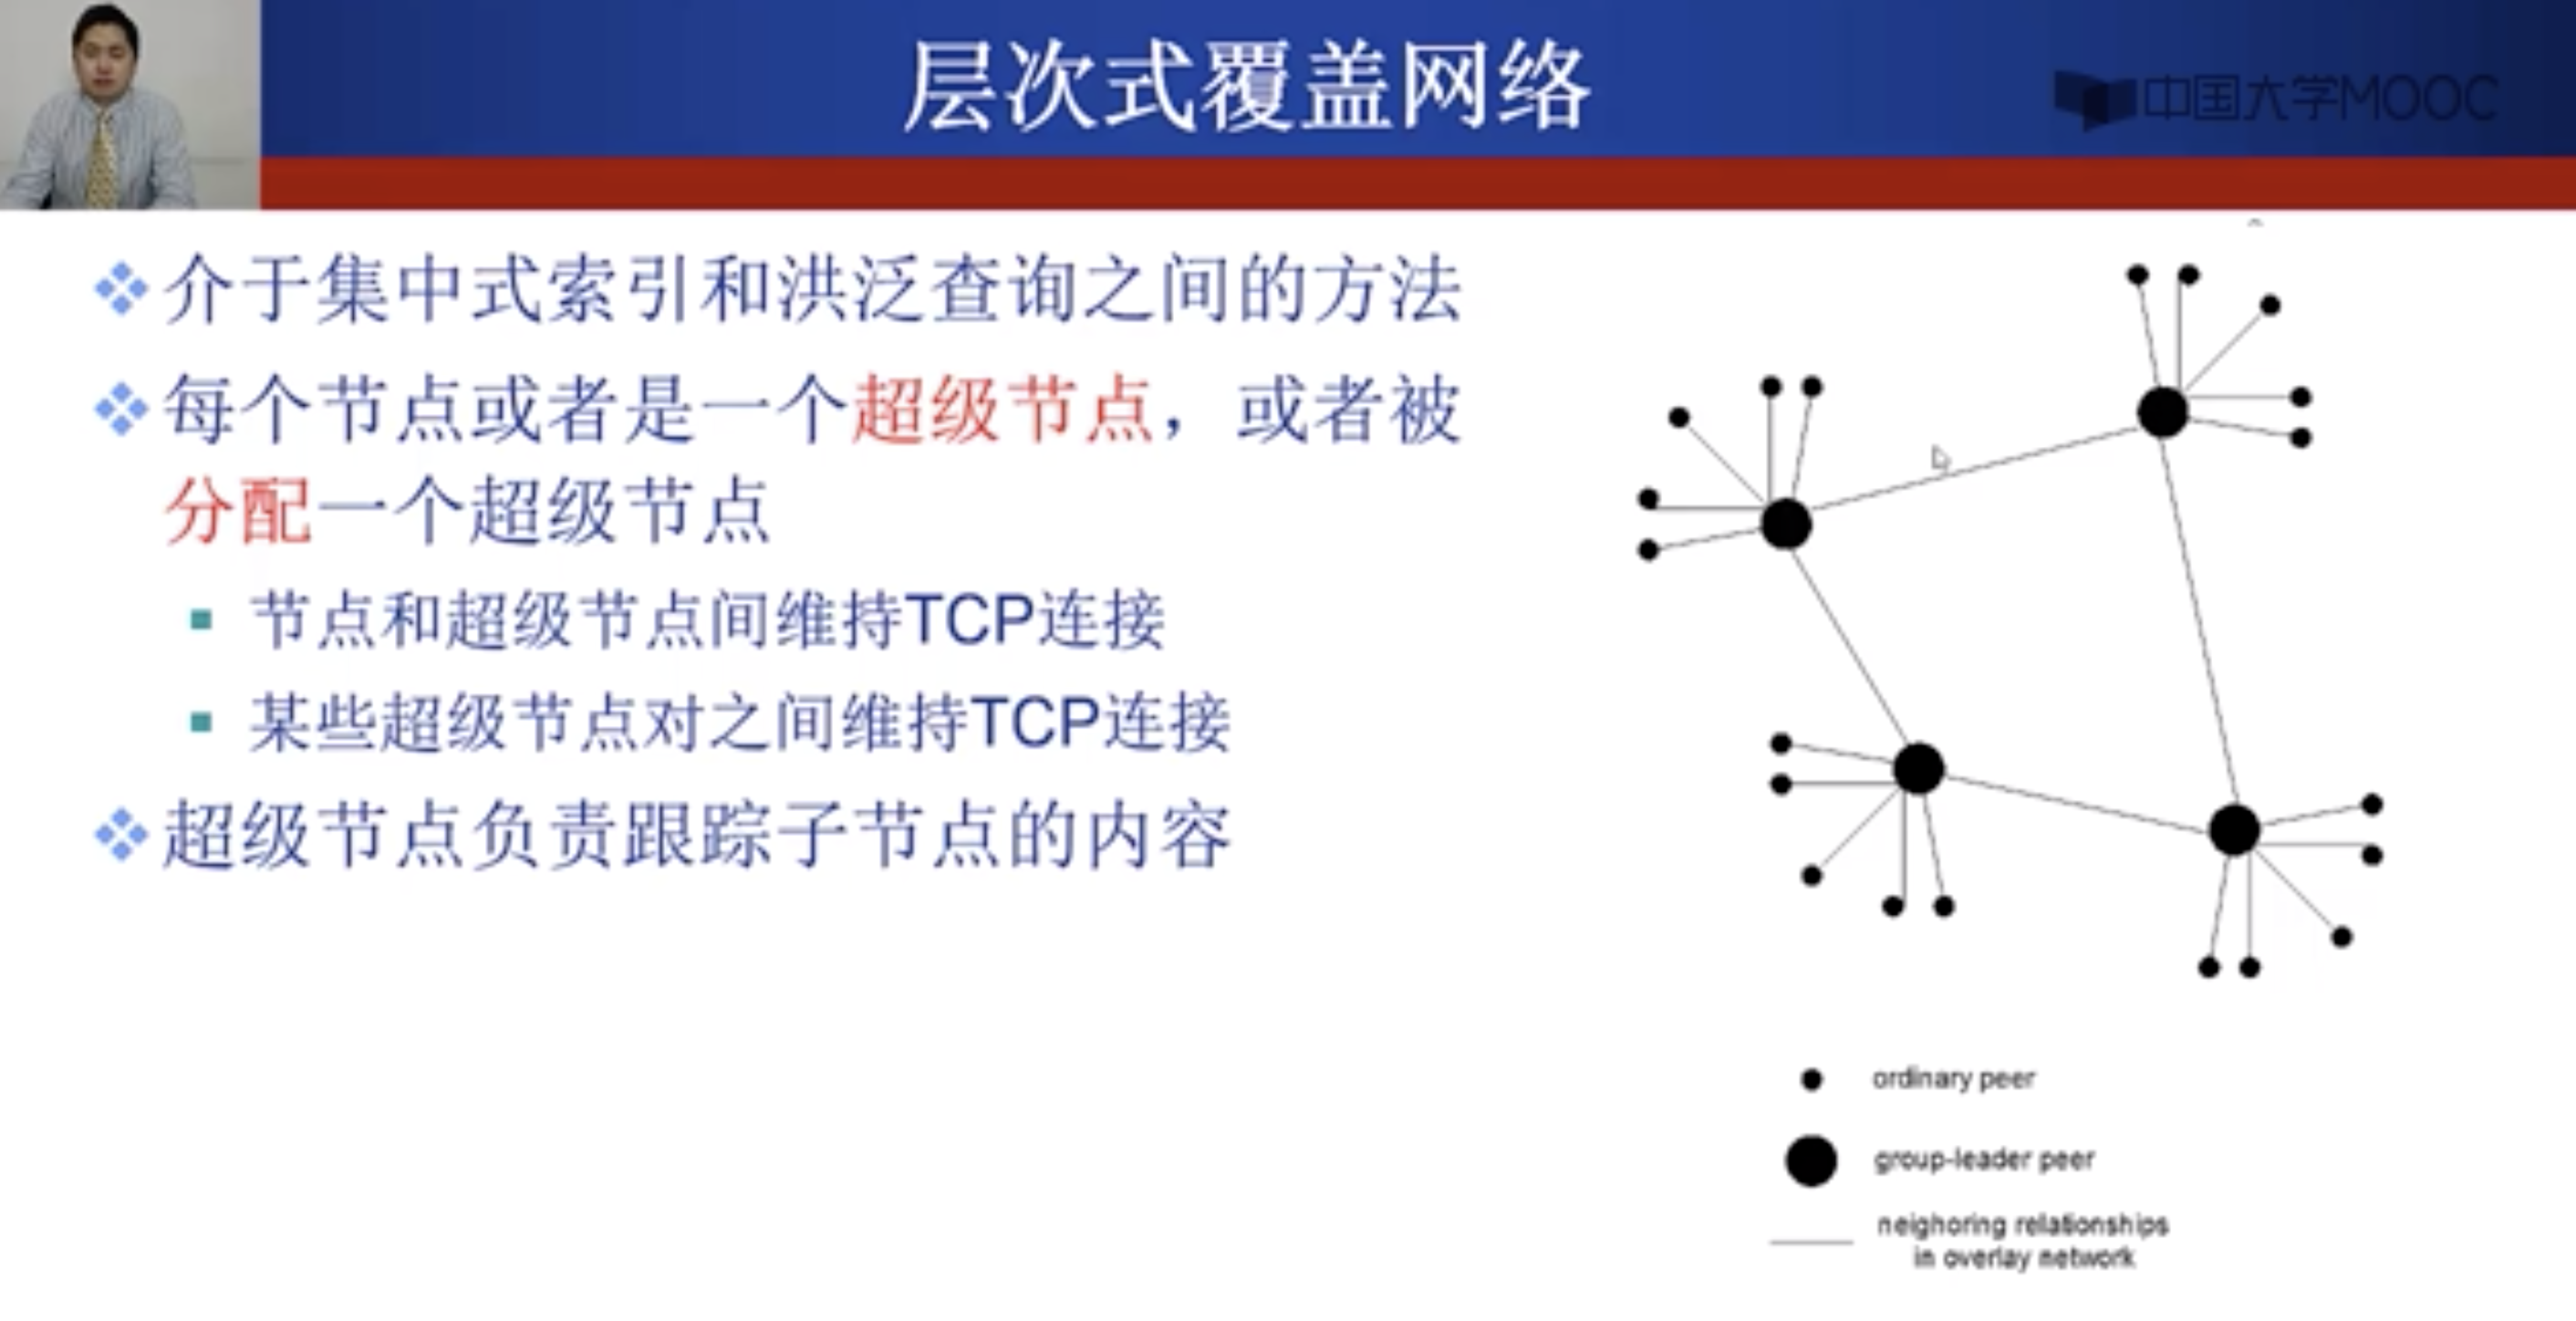 层次式覆盖网络
中国大学MOOC
介于集中式索引和洪泛查询之间的方法
每个节点或者是一个超级节点，或者被
分配一个超级节点
节点和超级节点间维持TCP连接
某些超级节点对之间维持TCP连接
超级节点负责跟踪子节点的内容
ordinary peer
group-leader peer
neighoring relationships
in overlay network